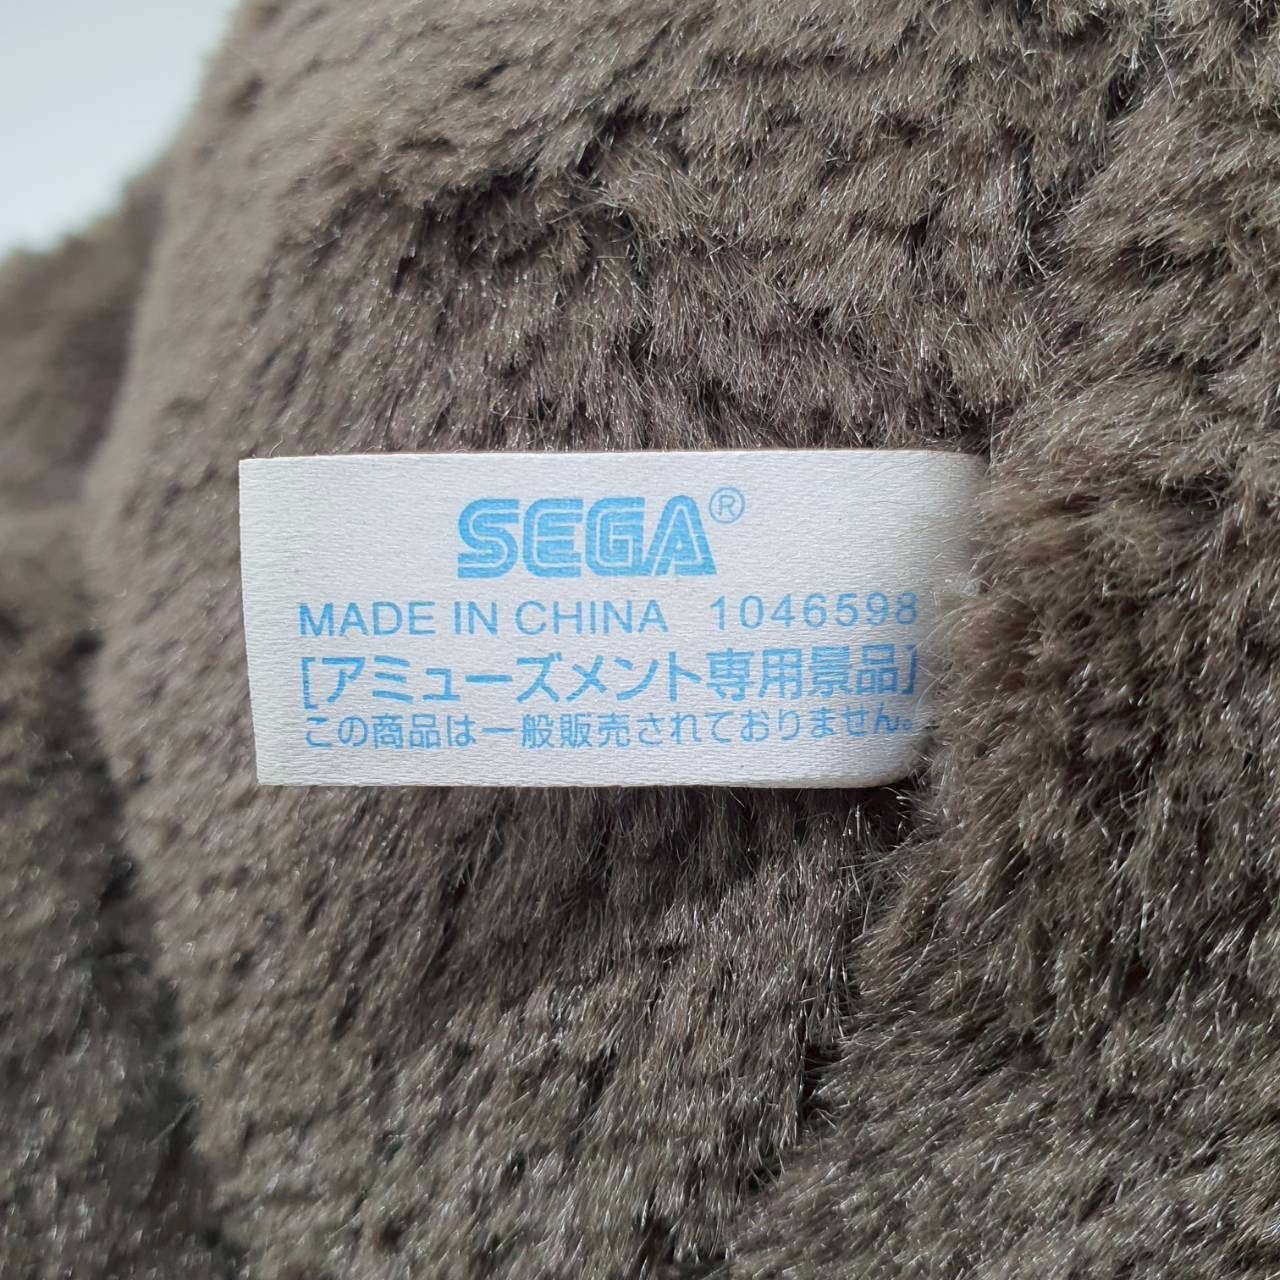 SEGA®
MADE IN CHINA 1046598
[アミューズメント専用景品]
この商品は一般販売されておりません。